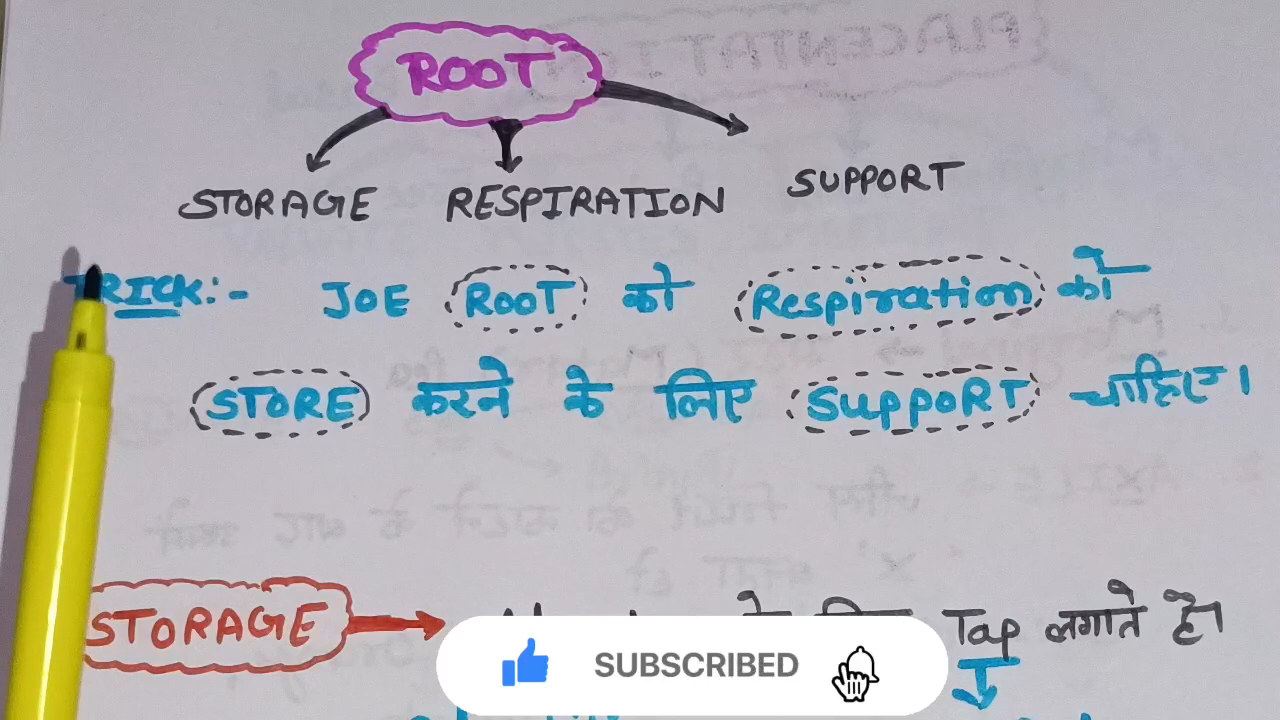 ROOT
STORAGE RESPIRATION SUPPORT
TRICK:- JOE ROOT को Respiration को
STORE करने के लिए SuppoRT चाहिए।
STORAGE Tap लगाते है।
SUBSCRIBED